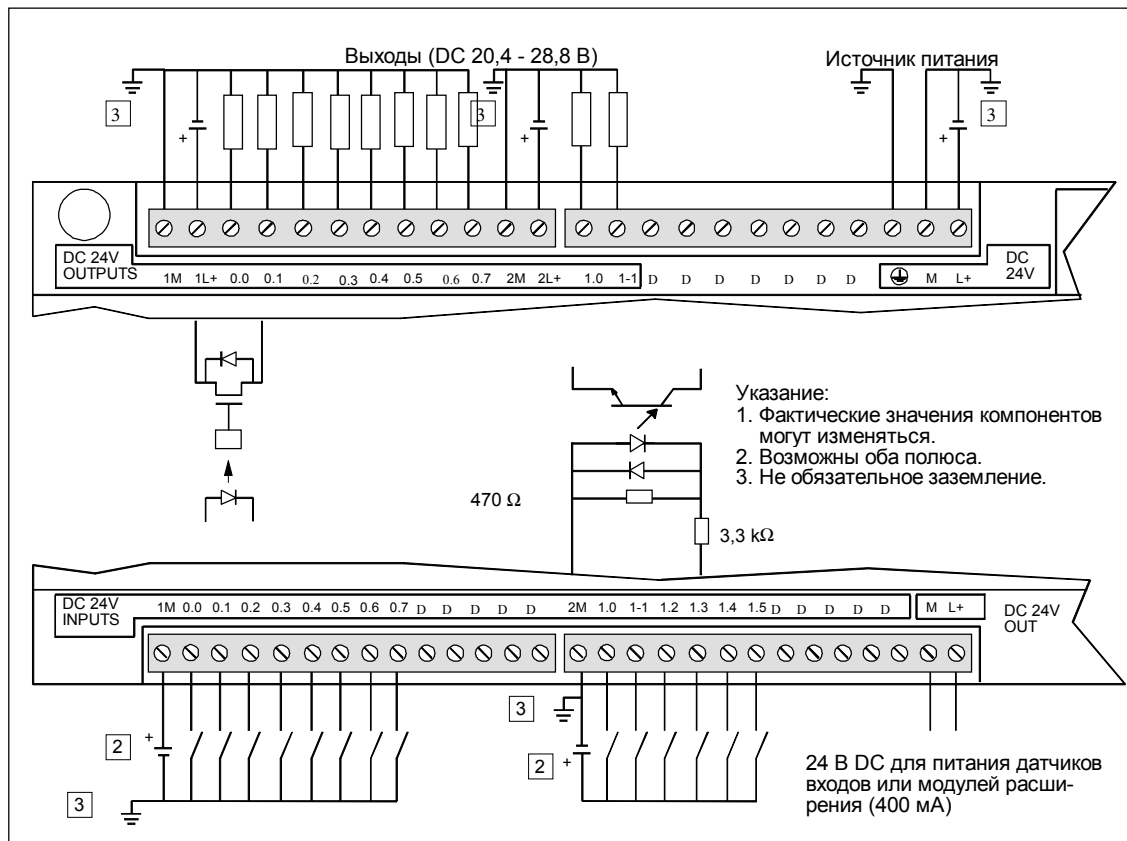 Выходы (DC 20,4 - 28,8 В)
Источник питания
3
3
3
+
+
+
DC 24V
OUTPUTS
1M 1L+ 0.0 0.1 0.2 0.3 0.4 0.5 0.6 0.7 2M 2L+ 1.0 1-1 D D D D D D D
M L+
DC
24V
Указание:
1. Фактические значения компонентов
могут изменяться.
2. Возможны оба полюса.
3. Не обязательное заземление.
470 Ω
3,3 kΩ
DC 24V
INPUTS
1M 0.0 0.1 0.2 0.3 0.4 0.5 0.6 0.7 D D D D D
2M 1.0 1-1 1.2 1.3 1.4 1.5 D D D D D
M L+
DC 24V
OUT
3
2
+
2
+
3
24 В DC для питания датчиков
входов или модулей расши-
рения (400 мА)